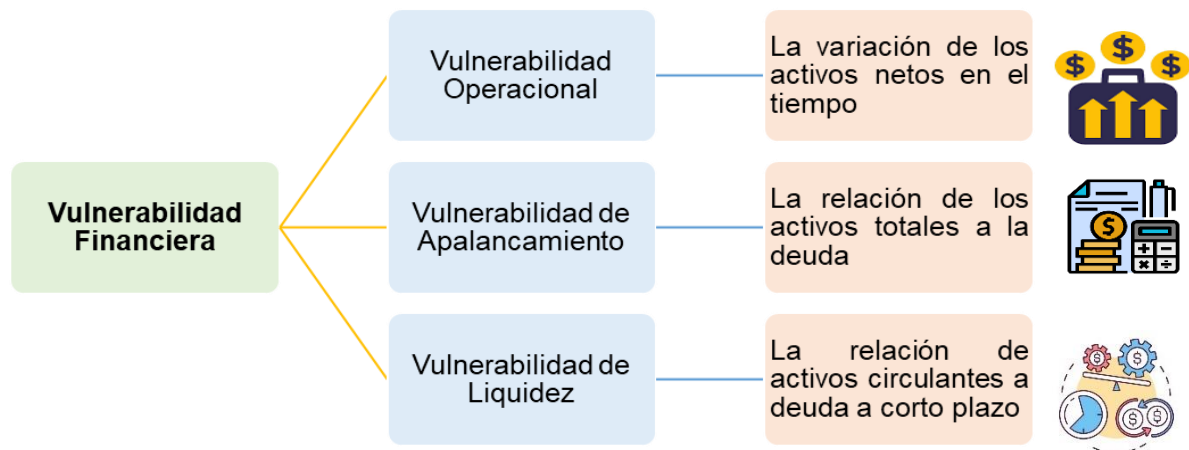 Vulnerabilidad
Financiera
Vulnerabilidad
Operacional
La variación de los
activos netos en el
tiempo
$ $ $
Vulnerabilidad de
Apalancamiento
La relación de los
activos totales a la
deuda
$
+ −
× ÷
Vulnerabilidad de
Liquidez
La relación de
activos circulantes a
deuda a corto plazo
$ $
$ $